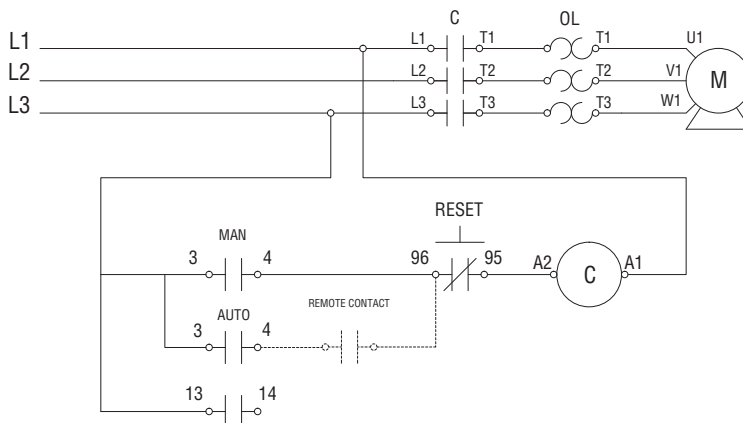 C OL
L1 L1 T1 T1 U1
L2 L2 T2 T2 V1 M
L3 L3 T3 T3 W1
RESET
MAN
3 4 96 95 A2 C A1
AUTO REMOTE CONTACT
3 4
13 14